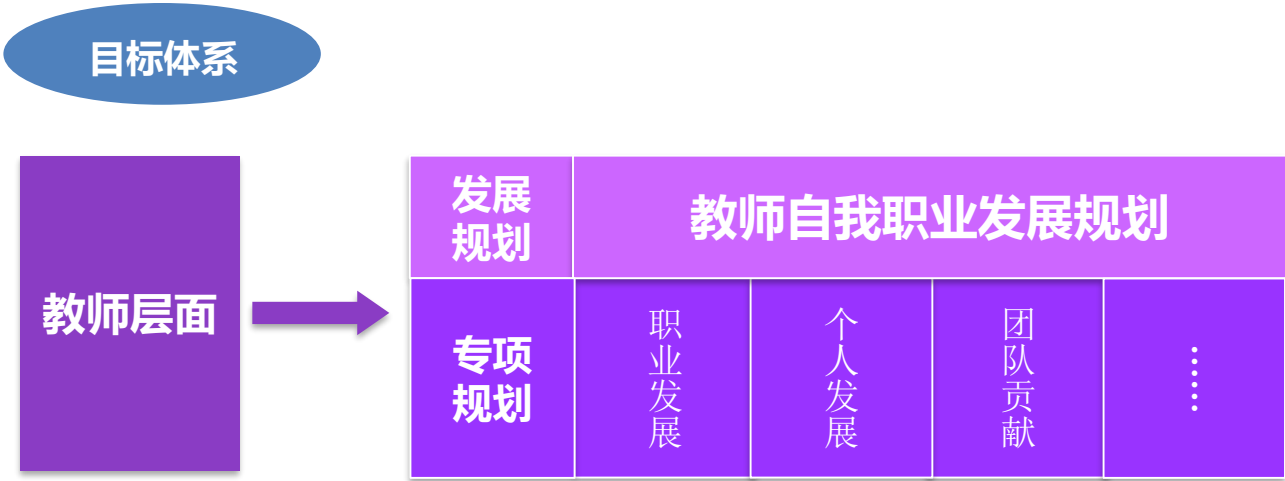 目标体系
教师层面
发展
规划
教师自我职业发展规划
专项
规划
职业发展
个人发展
团队贡献
……